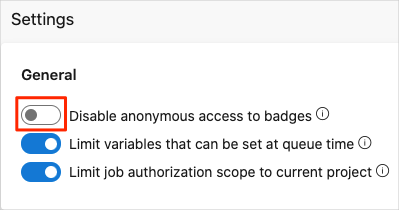 Settings
General
Disable anonymous access to badges
Limit variables that can be set at queue time
Limit job authorization scope to current project